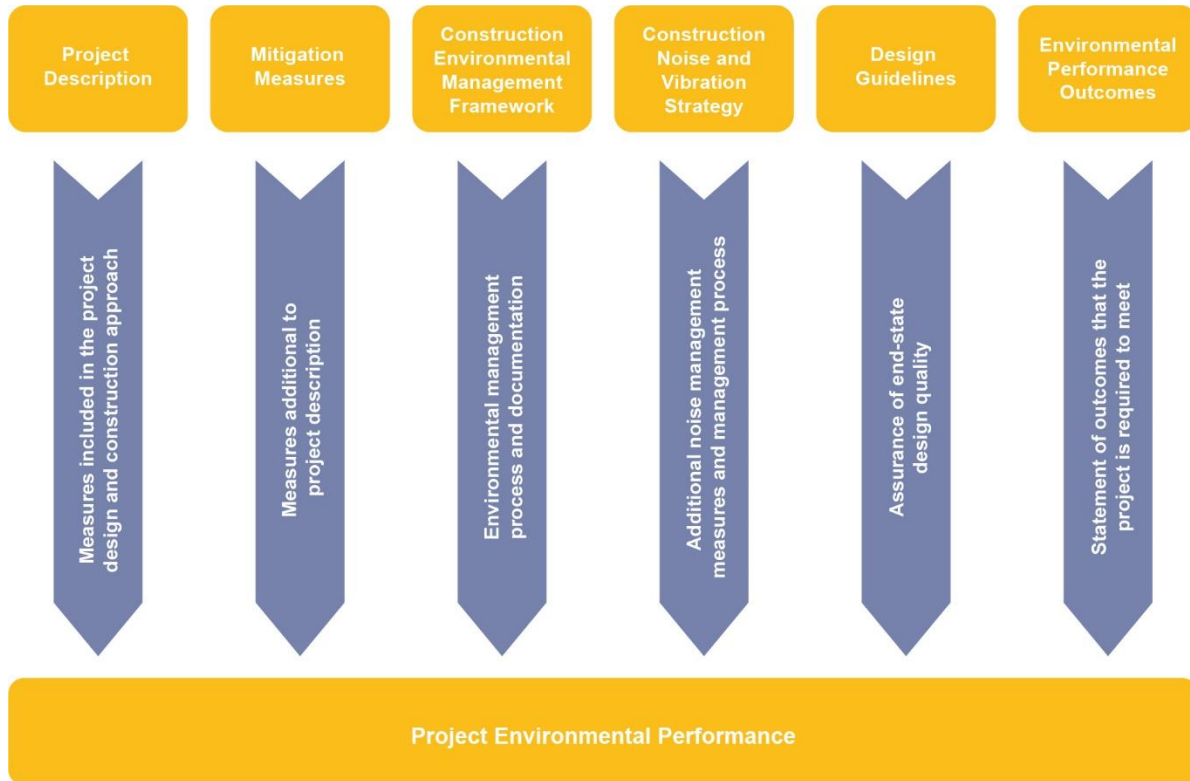 Project
Description
Mitigation
Measures
Construction
Environmental
Management
Framework
Construction
Noise and
Vibration
Strategy
Design
Guidelines
Environmental
Performance
Outcomes
Measures included in the project
design and construction approach
Measures additional to
project description
Environmental management
process and documentation
Additional noise management
measures and management process
Assurance of end-state
design quality
Statement of outcomes that the
project is required to meet
Project Environmental Performance